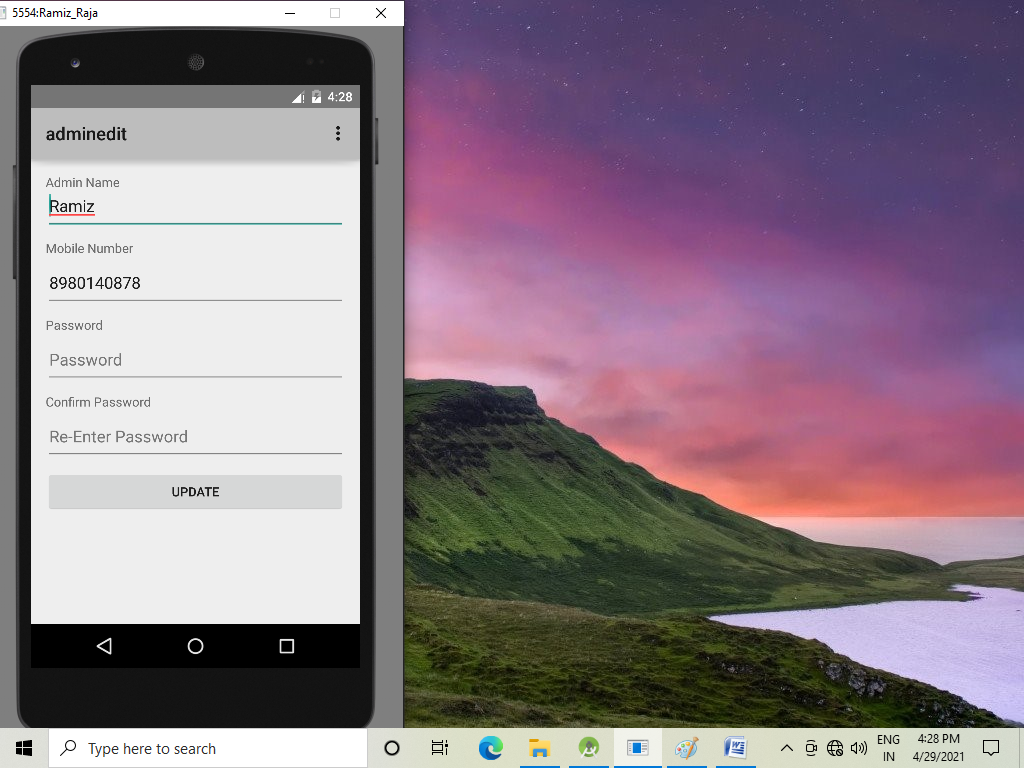 5554:Ramiz_Raja
4:28
adminedit
Admin Name
Ramiz
Mobile Number
8980140878
Password
Password
Confirm Password
Re-Enter Password
UPDATE
Type here to search
ENG
IN
4:28 PM
4/29/2021